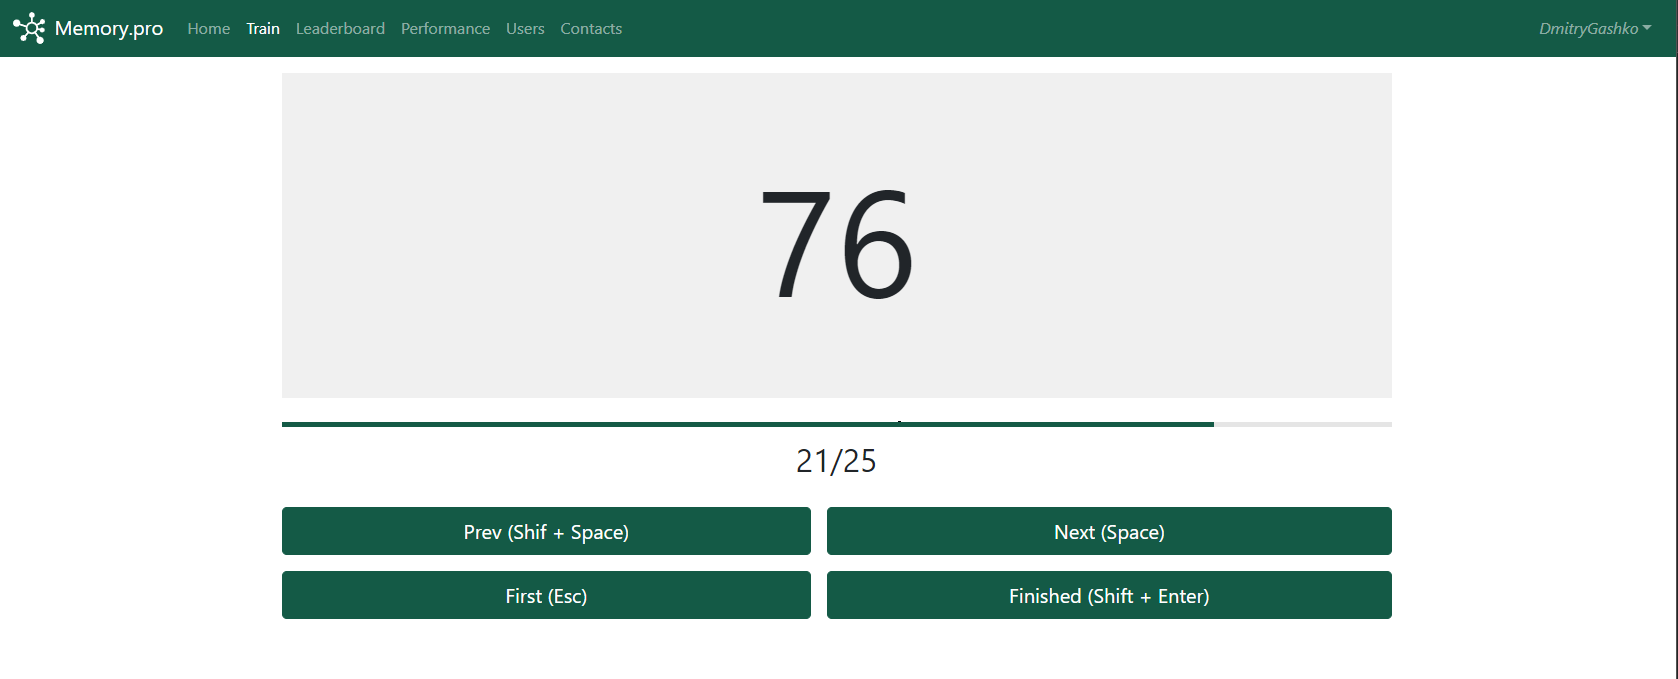 Memory.pro Home Train Leaderboard Performance Users Contacts DmitryGashko
76
21/25
Prev (Shif + Space) Next (Space)
First (Esc) Finished (Shift + Enter)